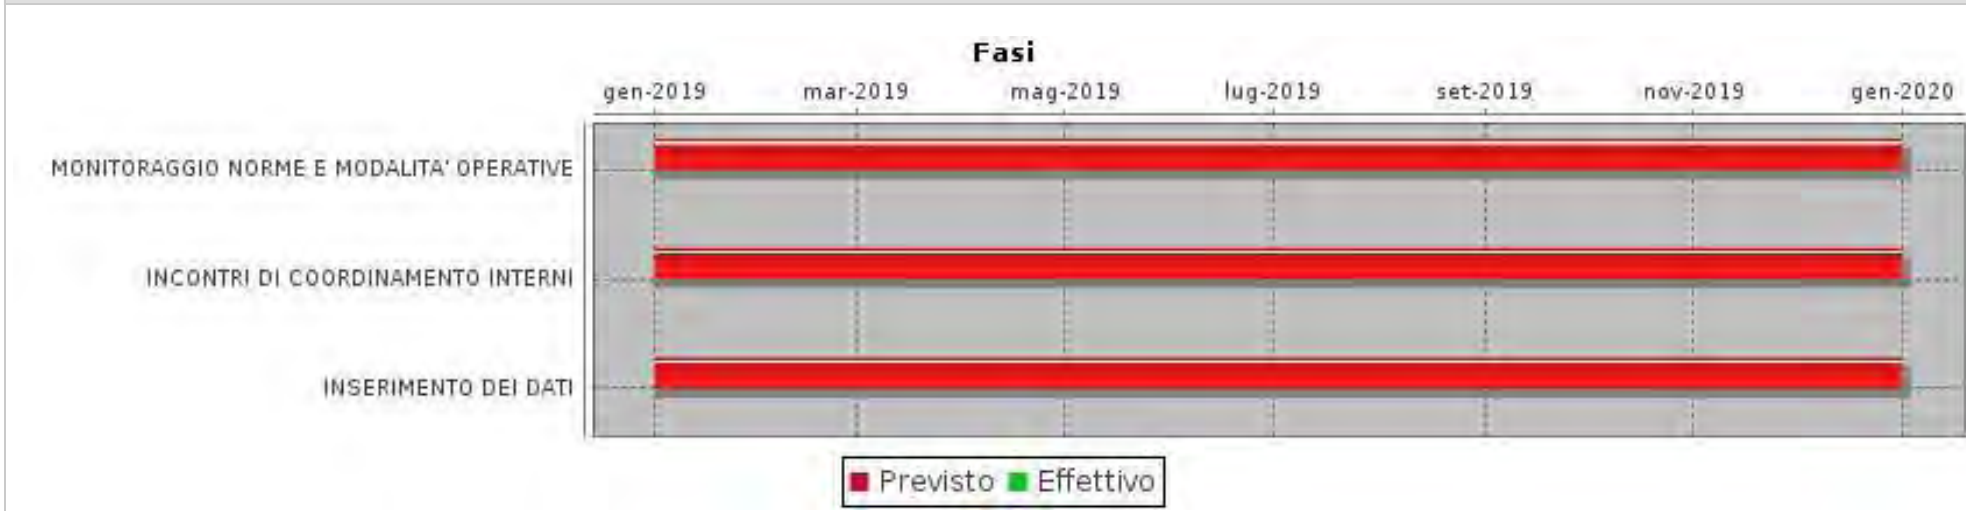 Fasi
gen-2019 mar-2019 mag-2019 lug-2019 set-2019 nov-2019 gen-2020
MONITORAGGIO NORME E MODALITA' OPERATIVE
INCONTRI DI COORDINAMENTO INTERNI
INSERIMENTO DEI DATI
Previsto Effettivo